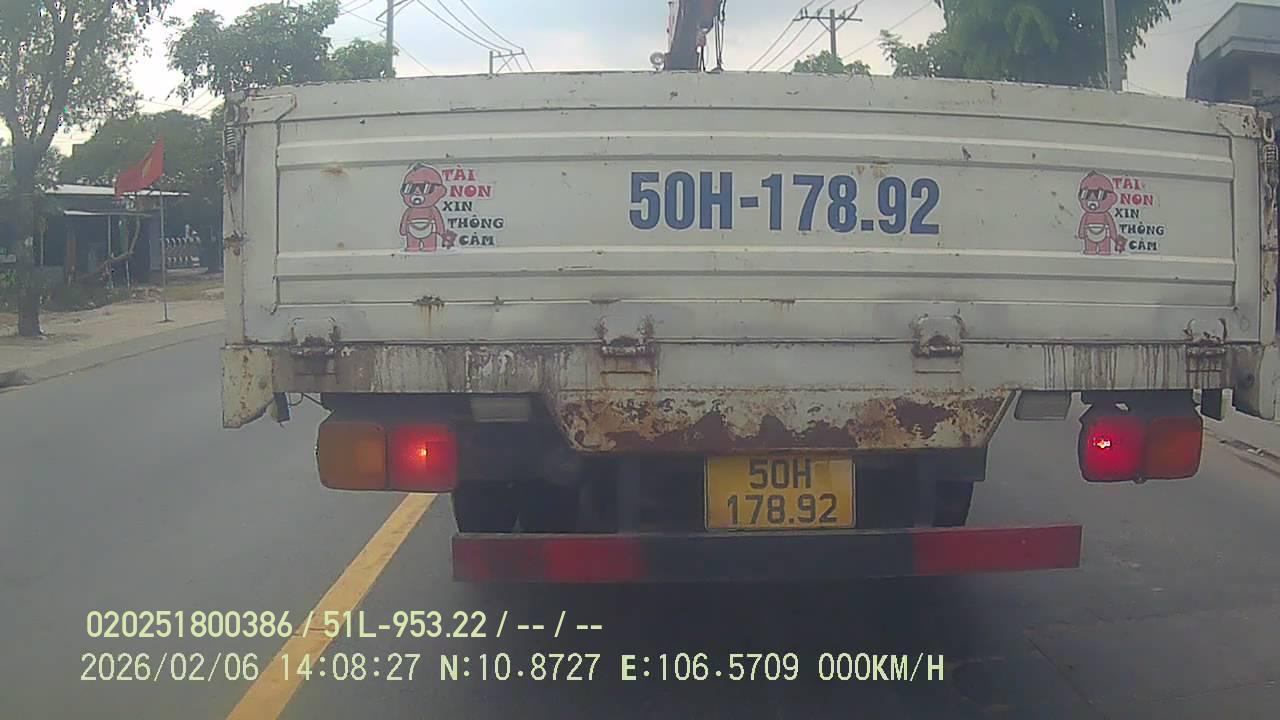 TÀI
NON
XIN
THÔNG
CẢM
50H-178.92
TÀI
NON
XIN
THÔNG
CẢM
50H
178.92
020251800386 / 51L-953.22 / -- / --
2026/02/06 14:08:27 N:10.8727 E:106.5709 000KM/H